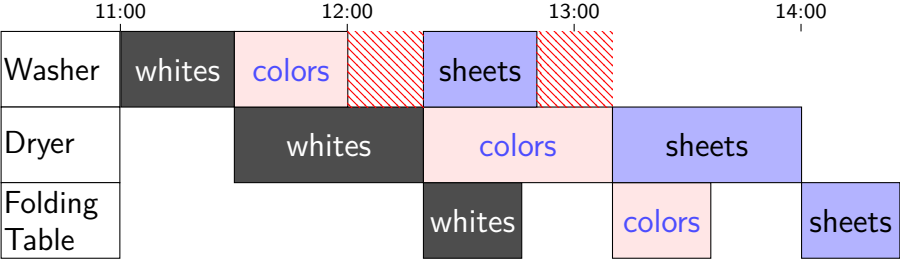 11:00 12:00 13:00 14:00
Washer whites colors sheets
Dryer whites colors sheets
Folding
Table
whites colors sheets